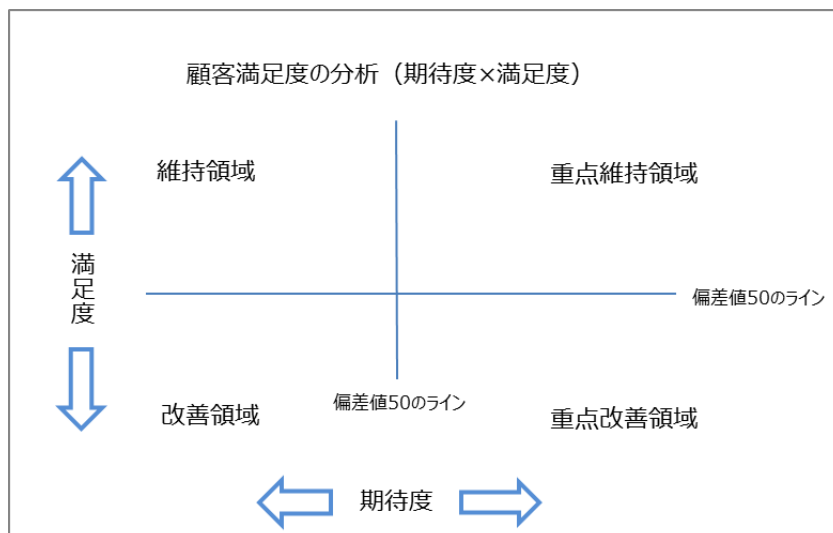 顧客満足度の分析（期待度×満足度）
維持領域
重点維持領域
満足度
偏差値50のライン
偏差値50のライン
改善領域
重点改善領域
期待度